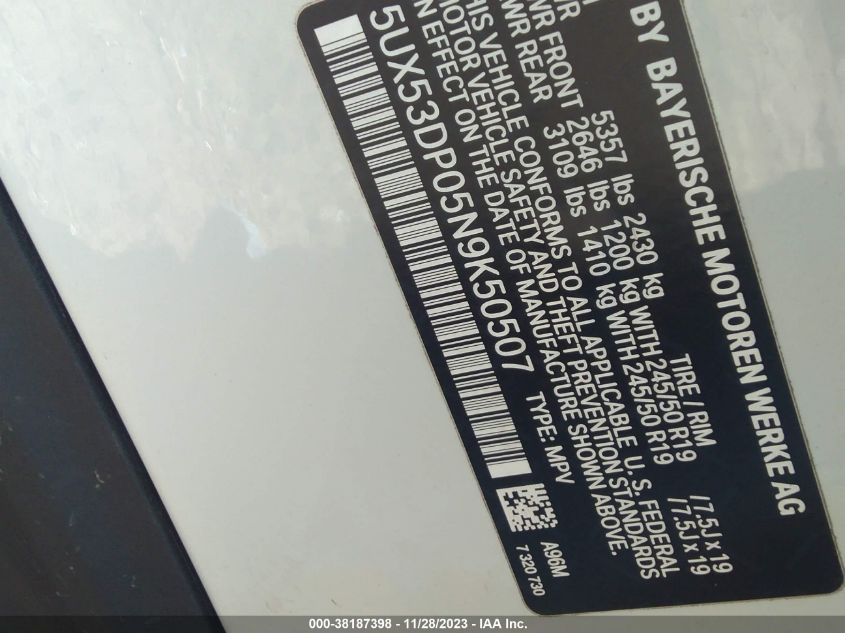 BY BAYERISCHE MOTOREN WERKE AG
TIRE / RIM
5357 lbs 2430 kg
WR FRONT 2646 lbs 1200 kg WITH 245/50 R19 / 7.5J x 19
WR REAR 3109 lbs 1410 kg WITH 245/50 R19 / 7.5J x 19
HIS VEHICLE CONFORMS TO ALL APPLICABLE U. S. FEDERAL
MOTOR VEHICLE SAFETY AND THEFT PREVENTION STANDARDS
N EFFECT ON THE DATE OF MANUFACTURE SHOWN ABOVE.
5UX53DP05N9K50507 TYPE: MPV
A96M
7 320 730
000-38187398 - 11/28/2023 - IAA Inc.